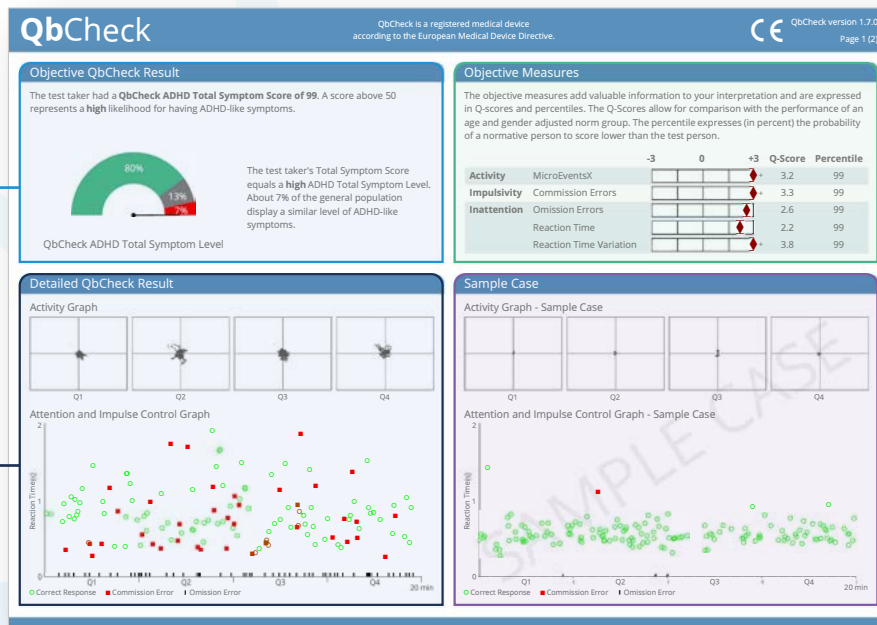 QbCheck
QbCheck is a registered medical device
according to the European Medical Device Directive.
CE
QbCheck version 1.7.0
Page 1 (2)
Objective QbCheck Result
The test taker had a QbCheck ADHD Total Symptom Score of 99. A score above 50
represents a high likelihood for having ADHD-like symptoms.
80%
13%
7%
QbCheck ADHD Total Symptom Level
The test taker's Total Symptom Score
equals a high ADHD Total Symptom Level.
About 7% of the general population
display a similar level of ADHD-like
symptoms.
Objective Measures
The objective measures add valuable information to your interpretation and are expressed
in Q-scores and percentiles. The Q-Scores allow for comparison with the performance of an
age and gender adjusted norm group. The percentile expresses (in percent) the probability
of a normative person to score lower than the test person.
-3 0 +3 Q-Score Percentile
Activity MicroEventsX + 3.2 99
Impulsivity Commission Errors + 3.3 99
Inattention Omission Errors 2.6 99
Reaction Time 2.2 99
Reaction Time Variation + 3.8 99
Detailed QbCheck Result
Activity Graph
Q1 Q2 Q3 Q4
Attention and Impulse Control Graph
2
1
0
Reaction Time(s)
Q1 Q2 Q3 Q4
20 min
Correct Response Commission Error Omission Error
Sample Case
Activity Graph - Sample Case
Q1 Q2 Q3 Q4
Attention and Impulse Control Graph - Sample Case
2
1
0
Reaction Time(s)
SAMPLE CASE
Q1 Q2 Q3 Q4
20 min
Correct Response Commission Error Omission Error